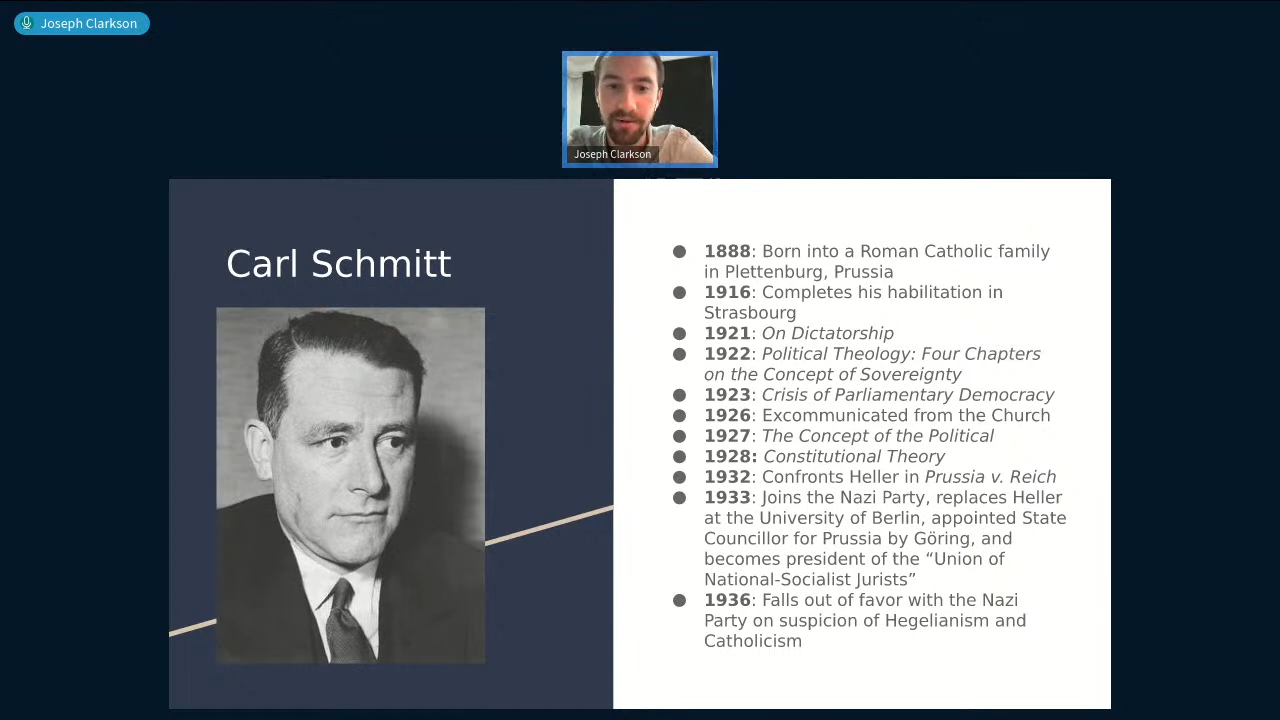 Joseph Clarkson
Joseph Clarkson
Carl Schmitt
● 1888: Born into a Roman Catholic family
in Plettenburg, Prussia
● 1916: Completes his habilitation in
Strasbourg
● 1921: On Dictatorship
● 1922: Political Theology: Four Chapters
on the Concept of Sovereignty
● 1923: Crisis of Parliamentary Democracy
● 1926: Excommunicated from the Church
● 1927: The Concept of the Political
● 1928: Constitutional Theory
● 1932: Confronts Heller in Prussia v. Reich
● 1933: Joins the Nazi Party, replaces Heller
at the University of Berlin, appointed State
Councillor for Prussia by Göring, and
becomes president of the “Union of
National-Socialist Jurists”
● 1936: Falls out of favor with the Nazi
Party on suspicion of Hegelianism and
Catholicism